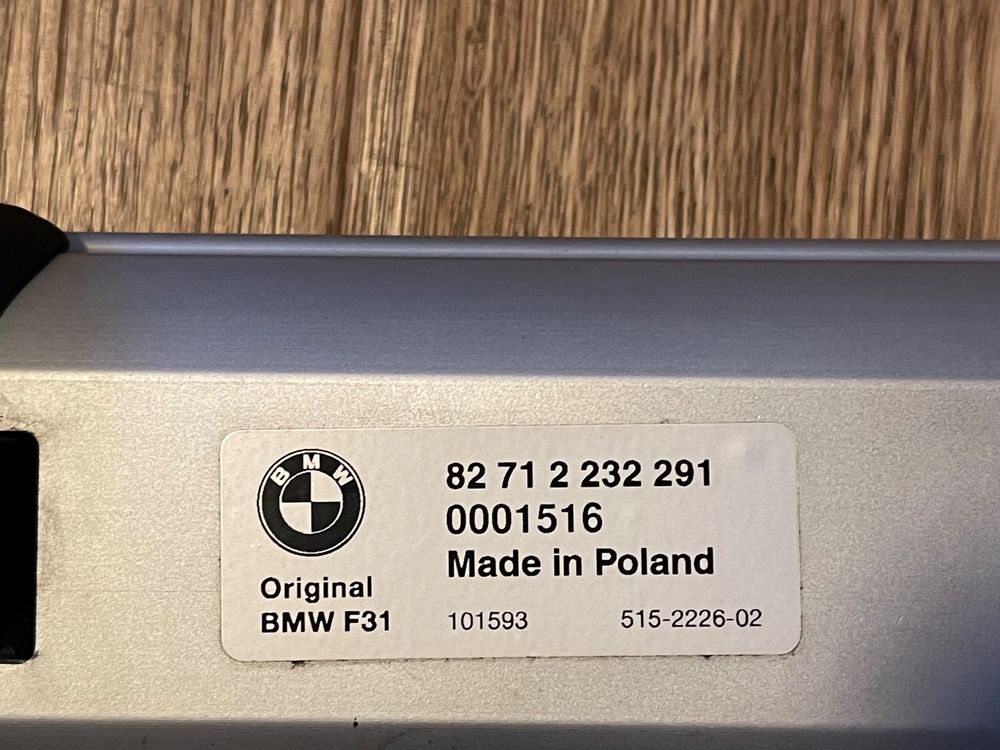 BMW
82 71 2 232 291
0001516
Made in Poland
Original
BMW F31
101593
515-2226-02